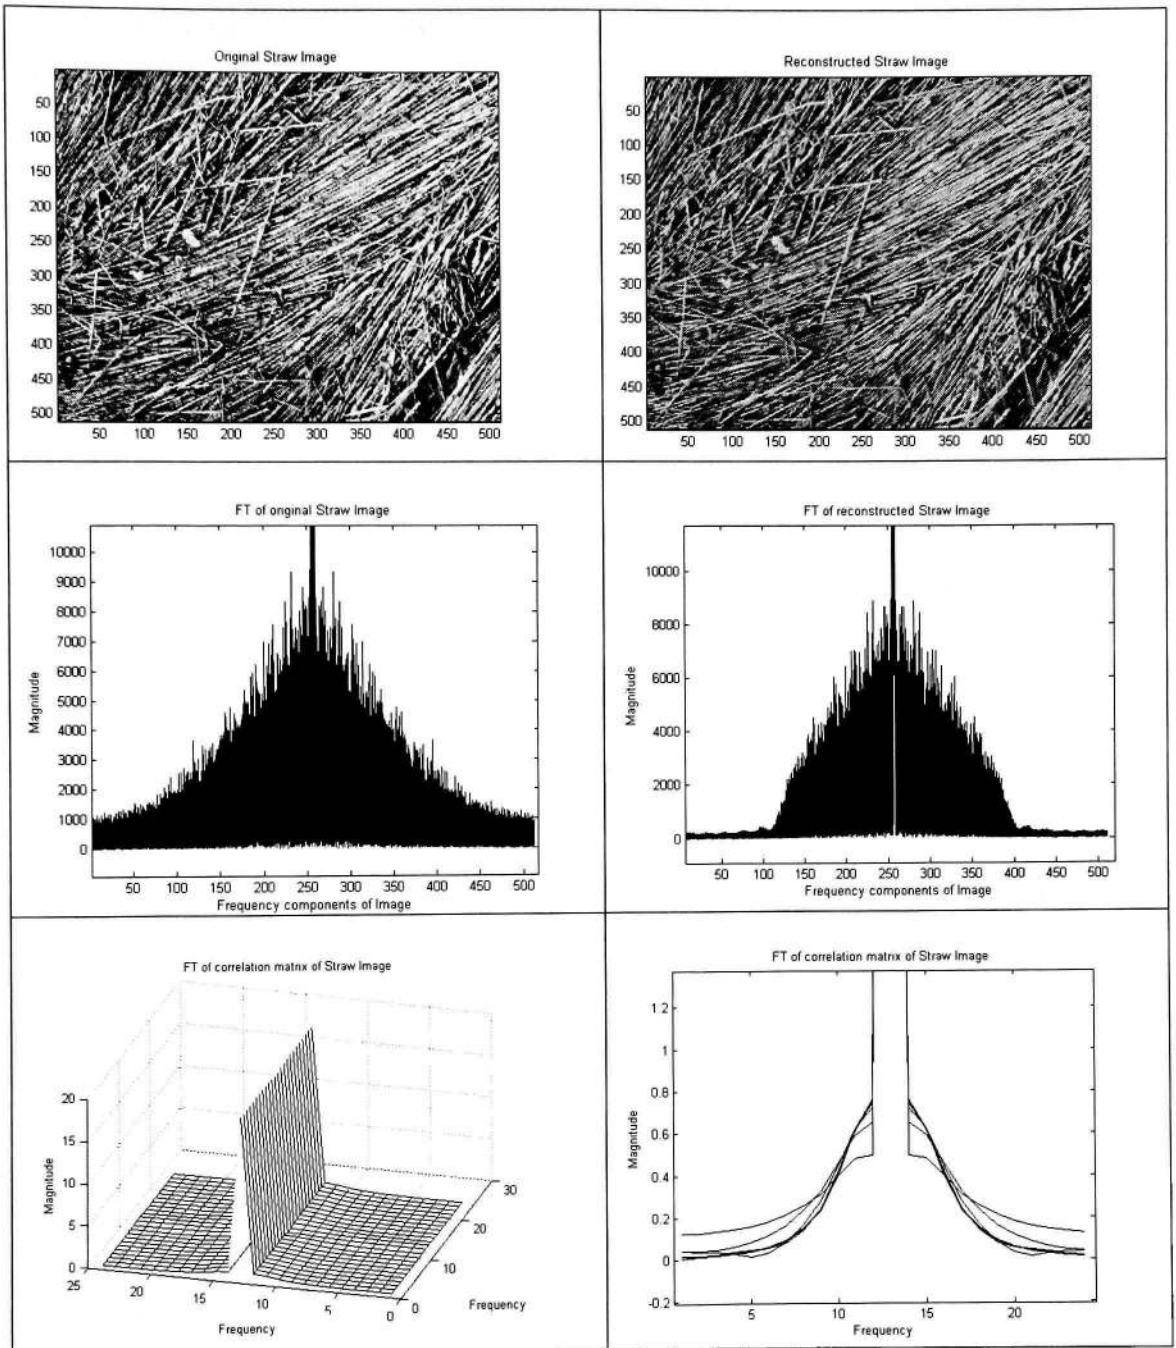 Original Straw Image
50
100
150
200
250
300
350
400
450
500
50 100 150 200 250 300 350 400 450 500
Reconstructed Straw Image
50
100
150
200
250
300
350
400
450
500
50 100 150 200 250 300 350 400 450 500
FT of original Straw Image
10000
9000
8000
7000
6000
5000
4000
3000
2000
1000
0
Magnitude
50 100 150 200 250 300 350 400 450 500
Frequency components of Image
FT of reconstructed Straw Image
10000
8000
6000
4000
2000
0
Magnitude
50 100 150 200 250 300 350 400 450 500
Frequency components of Image
FT of correlation matrix of Straw Image
20
15
10
5
0
Magnitude
25 20 15 10 5 0
Frequency
0 10 20 30
Frequency
FT of correlation matrix of Straw Image
1.2
1
0.8
0.6
0.4
0.2
0
-0.2
Magnitude
5 10 15 20
Frequency